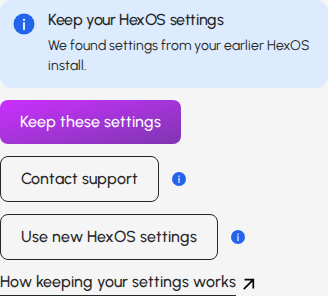 Keep your HexOS settings
We found settings from your earlier HexOS
install.
Keep these settings
Contact support
Use new HexOS settings
How keeping your settings works